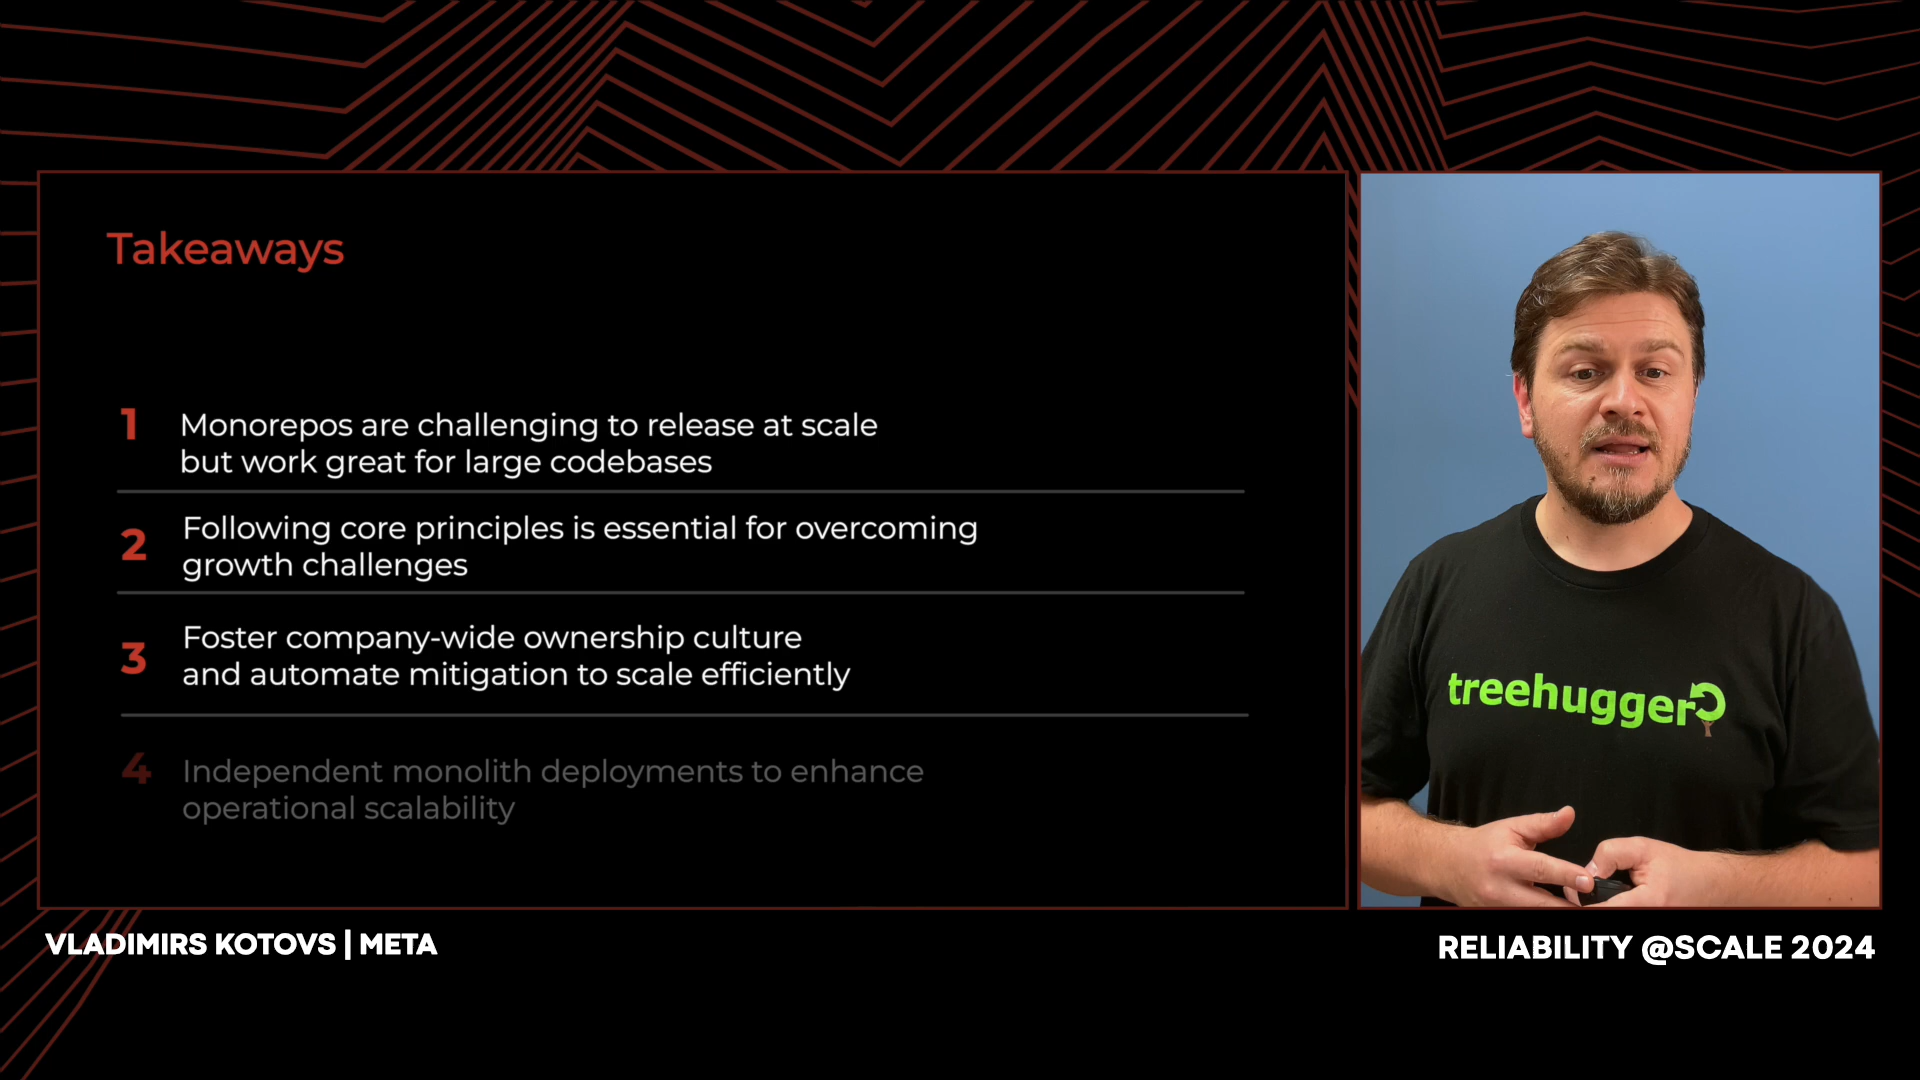 Takeaways
1
Monorepos are challenging to release at scale
but work great for large codebases
2
Following core principles is essential for overcoming
growth challenges
3
Foster company-wide ownership culture
and automate mitigation to scale efficiently
4
Independent monolith deployments to enhance
operational scalability
treehugger
VLADIMIRS KOTOVS | META
RELIABILITY @SCALE 2024